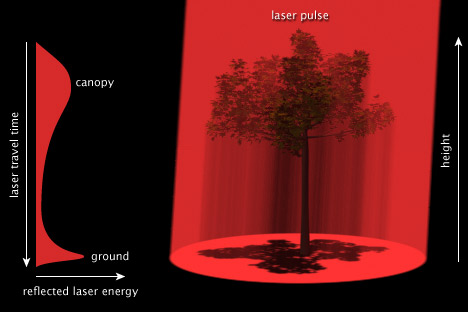 laser pulse
canopy
laser travel time
height
ground
reflected laser energy